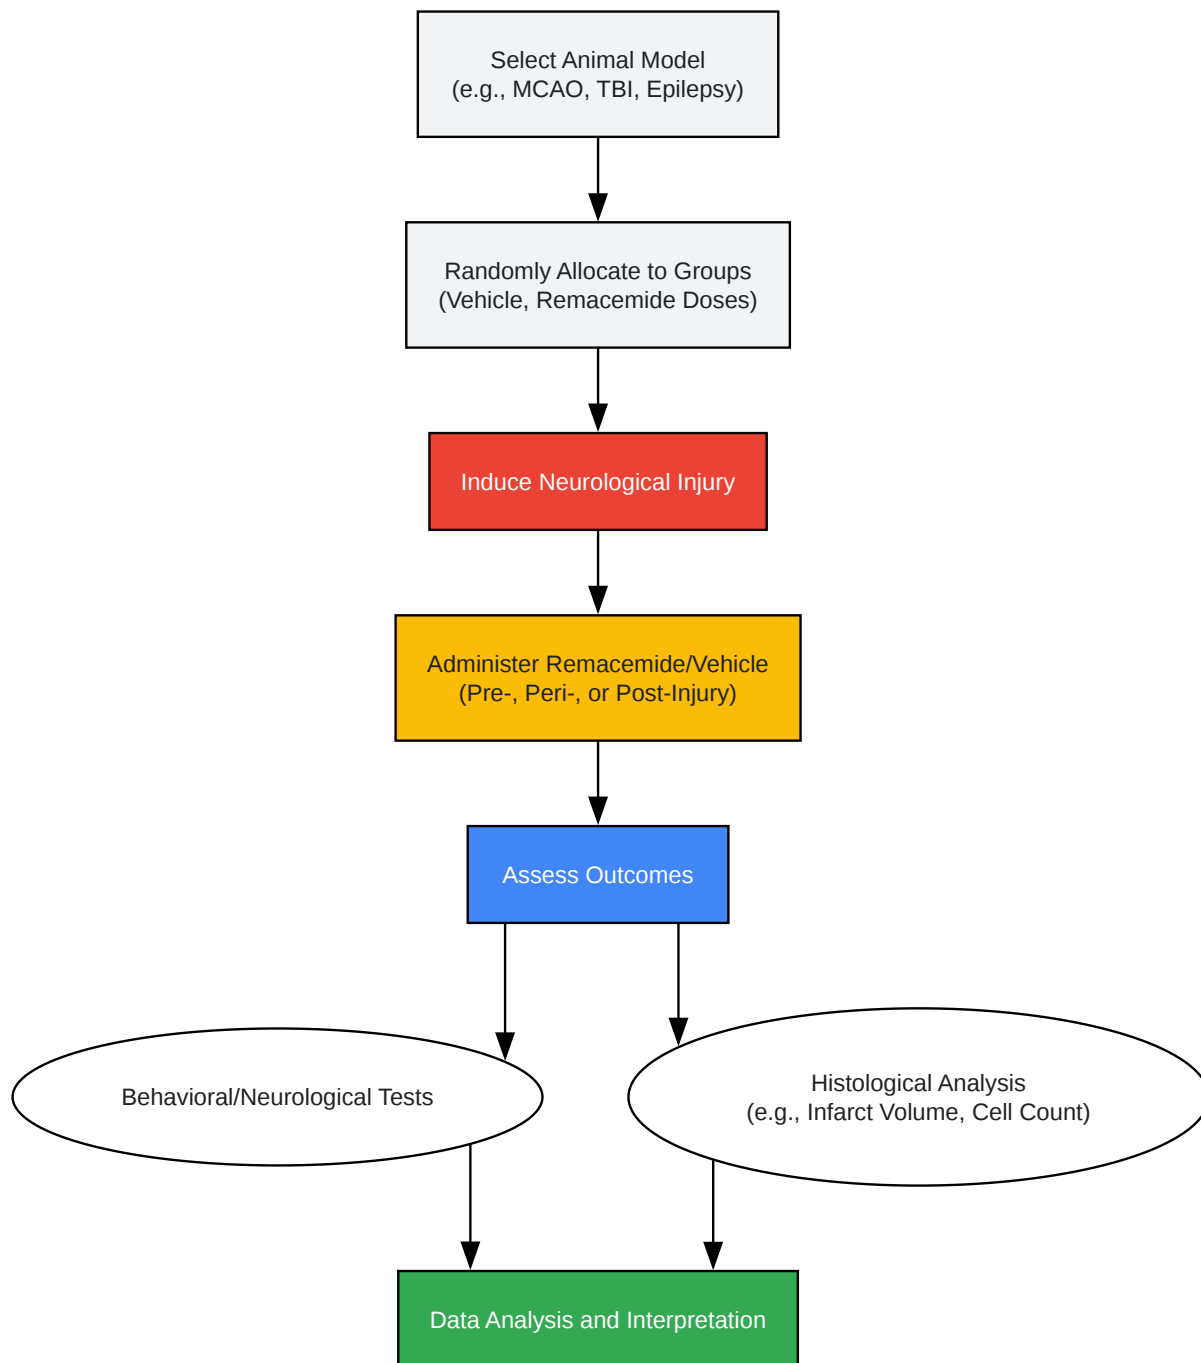 Select Animal Model
(e.g., MCAO, TBI, Epilepsy)
Randomly Allocate to Groups
(Vehicle, Remacemide Doses)
Induce Neurological Injury
Administer Remacemide/Vehicle
(Pre-, Peri-, or Post-Injury)
Assess Outcomes
Behavioral/Neurological Tests
Histological Analysis
(e.g., Infarct Volume, Cell Count)
Data Analysis and Interpretation